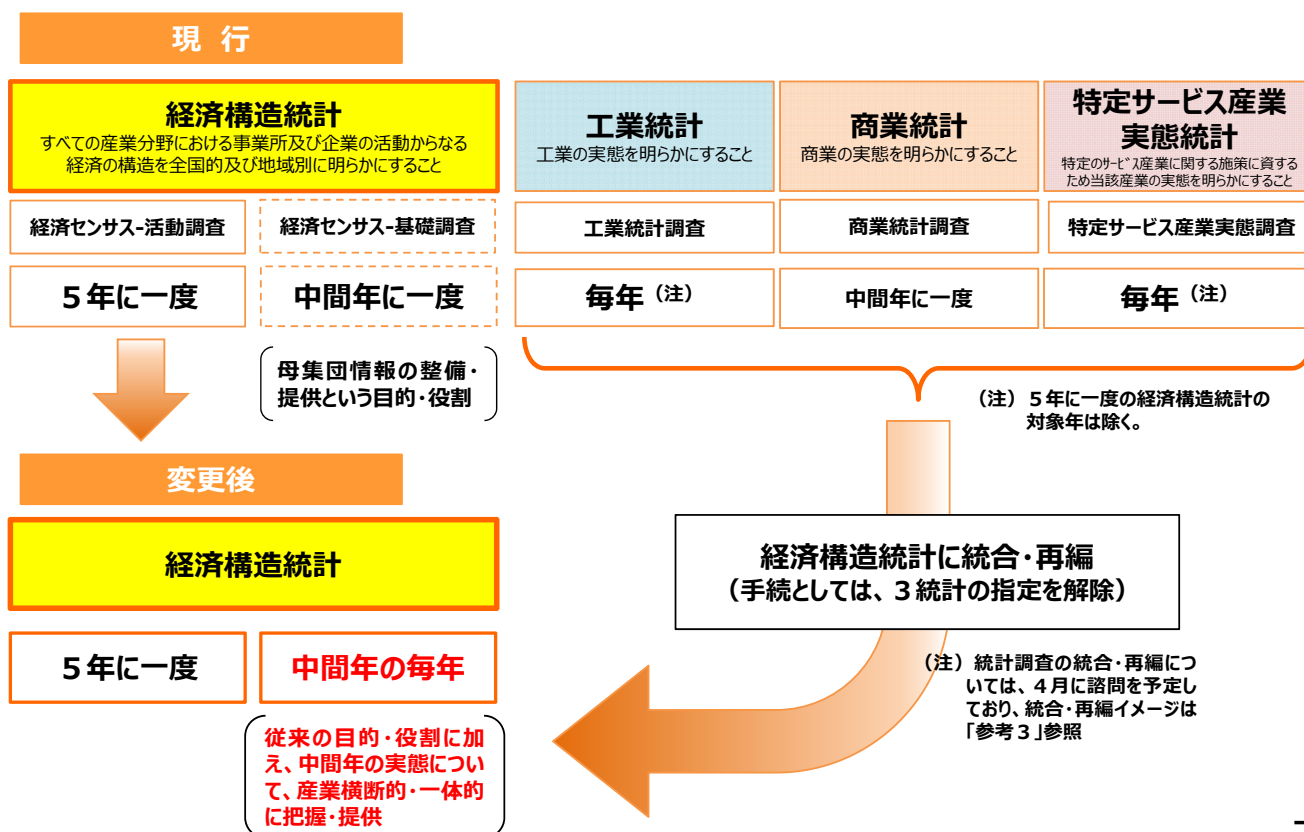 現 行
経済構造統計
すべての産業分野における事業所及び企業の活動からなる
経済の構造を全国的及び地域別に明らかにすること
工業統計
工業の実態を明らかにすること
商業統計
商業の実態を明らかにすること
特定サービス産業
実態統計
特定のサービス産業に関する施策に資する
ため当該産業の実態を明らかにすること
経済センサス-活動調査
経済センサス-基礎調査
工業統計調査
商業統計調査
特定サービス産業実態調査
5年に一度
中間年に一度
毎年（注）
中間年に一度
毎年（注）
母集団情報の整備・
提供という目的・役割
（注）５年に一度の経済構造統計の
対象年は除く。
変更後
経済構造統計
経済構造統計に統合・再編
（手続としては、３統計の指定を解除）
５年に一度
中間年の毎年
（注）統計調査の統合・再編につ
いては、４月に諮問を予定し
ており、統合・再編イメージは
「参考３」参照
従来の目的・役割に加
え、中間年の実態につい
て、産業横断的・一体的
に把握・提供